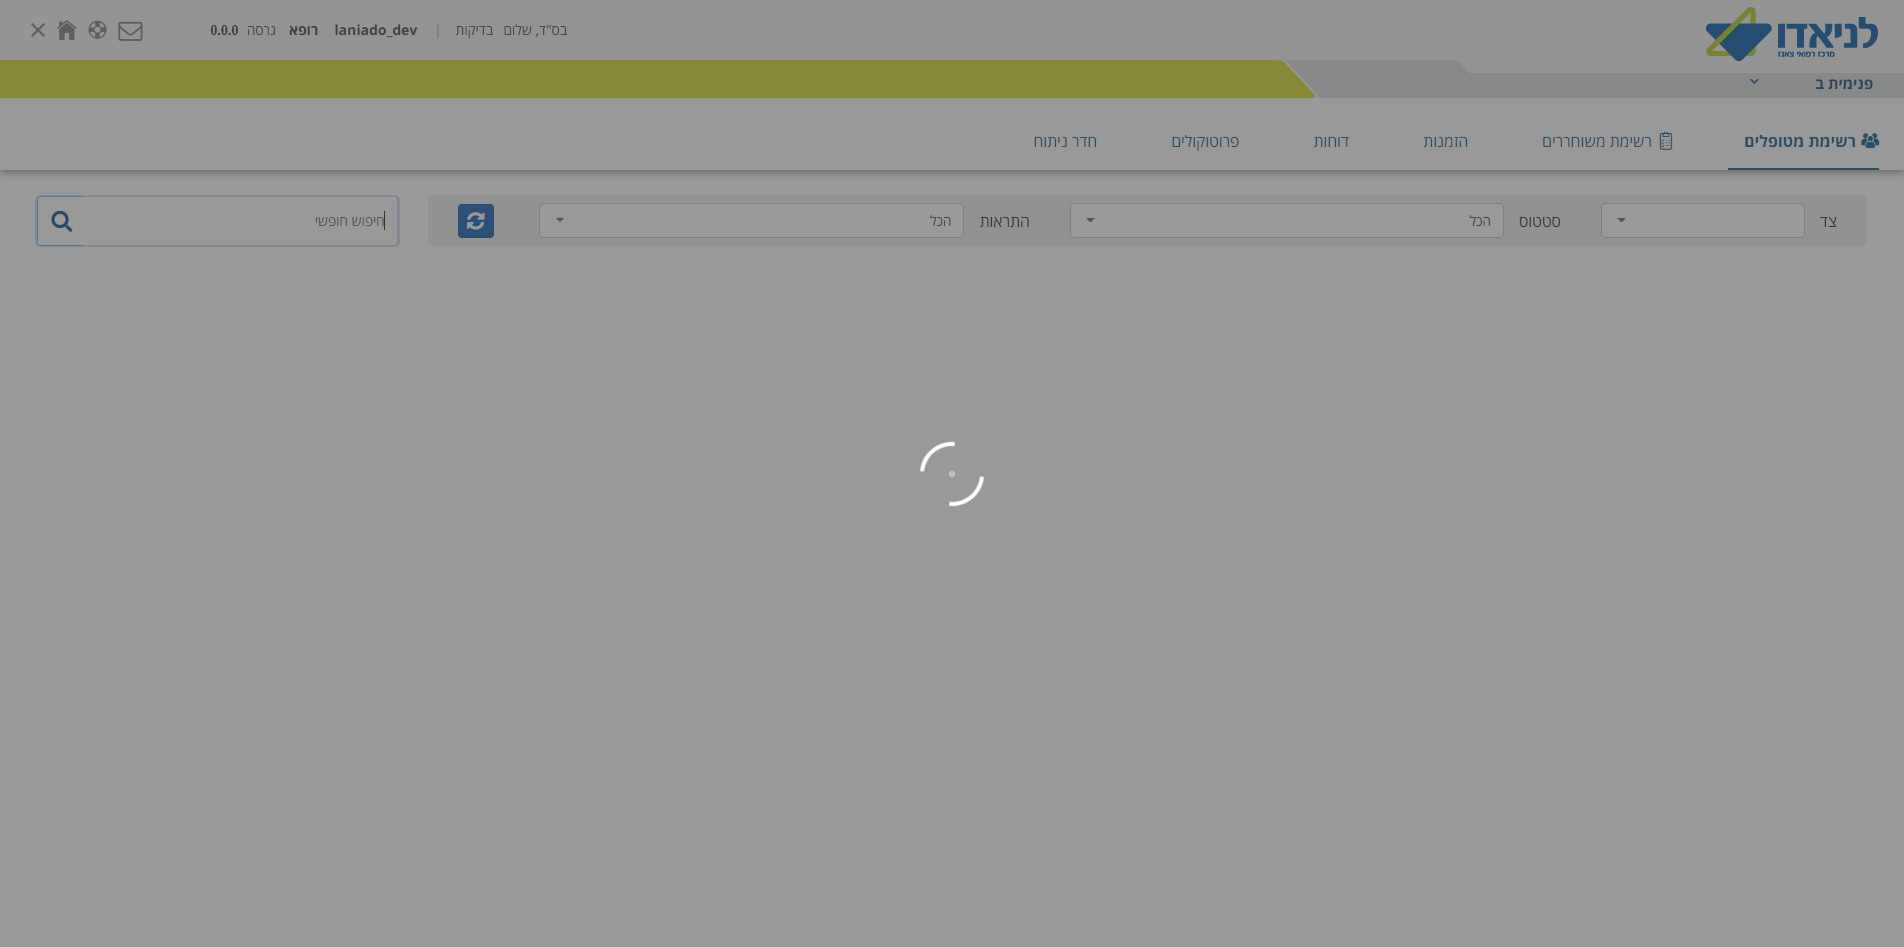 לניאדו
מרכז רפואי צאנז
בס"ד, שלום בדיקות | laniado_dev רופא גרסה 0.0.0
פנימית ב
רשימת מטופלים רשימת משוחררים הזמנות דוחות פרוטוקולים חדר ניתוח
צד סטטוס הכל התראות הכל חיפוש חופשי